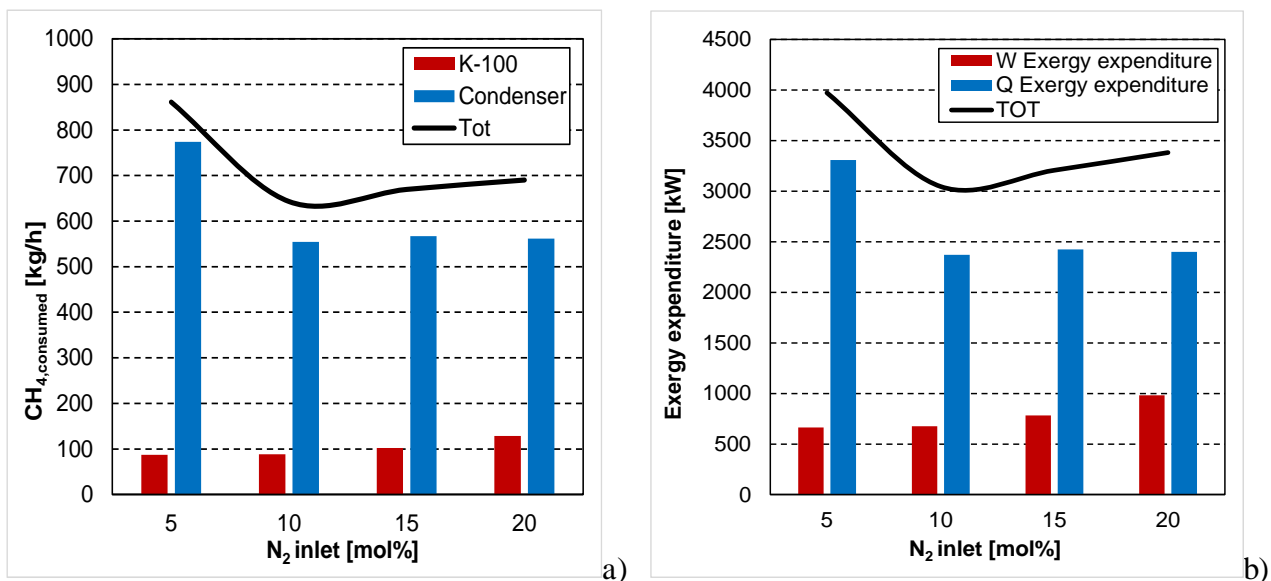 1000
900
800
700
600
500
400
300
200
100
0
CH4,consumed [kg/h]
K-100
Condenser
Tot
5 10 15 20
N2 inlet [mol%]
a)
4500
4000
3500
3000
2500
2000
1500
1000
500
0
Exergy expenditure [kW]
W Exergy expenditure
Q Exergy expenditure
TOT
5 10 15 20
N2 inlet [mol%]
b)